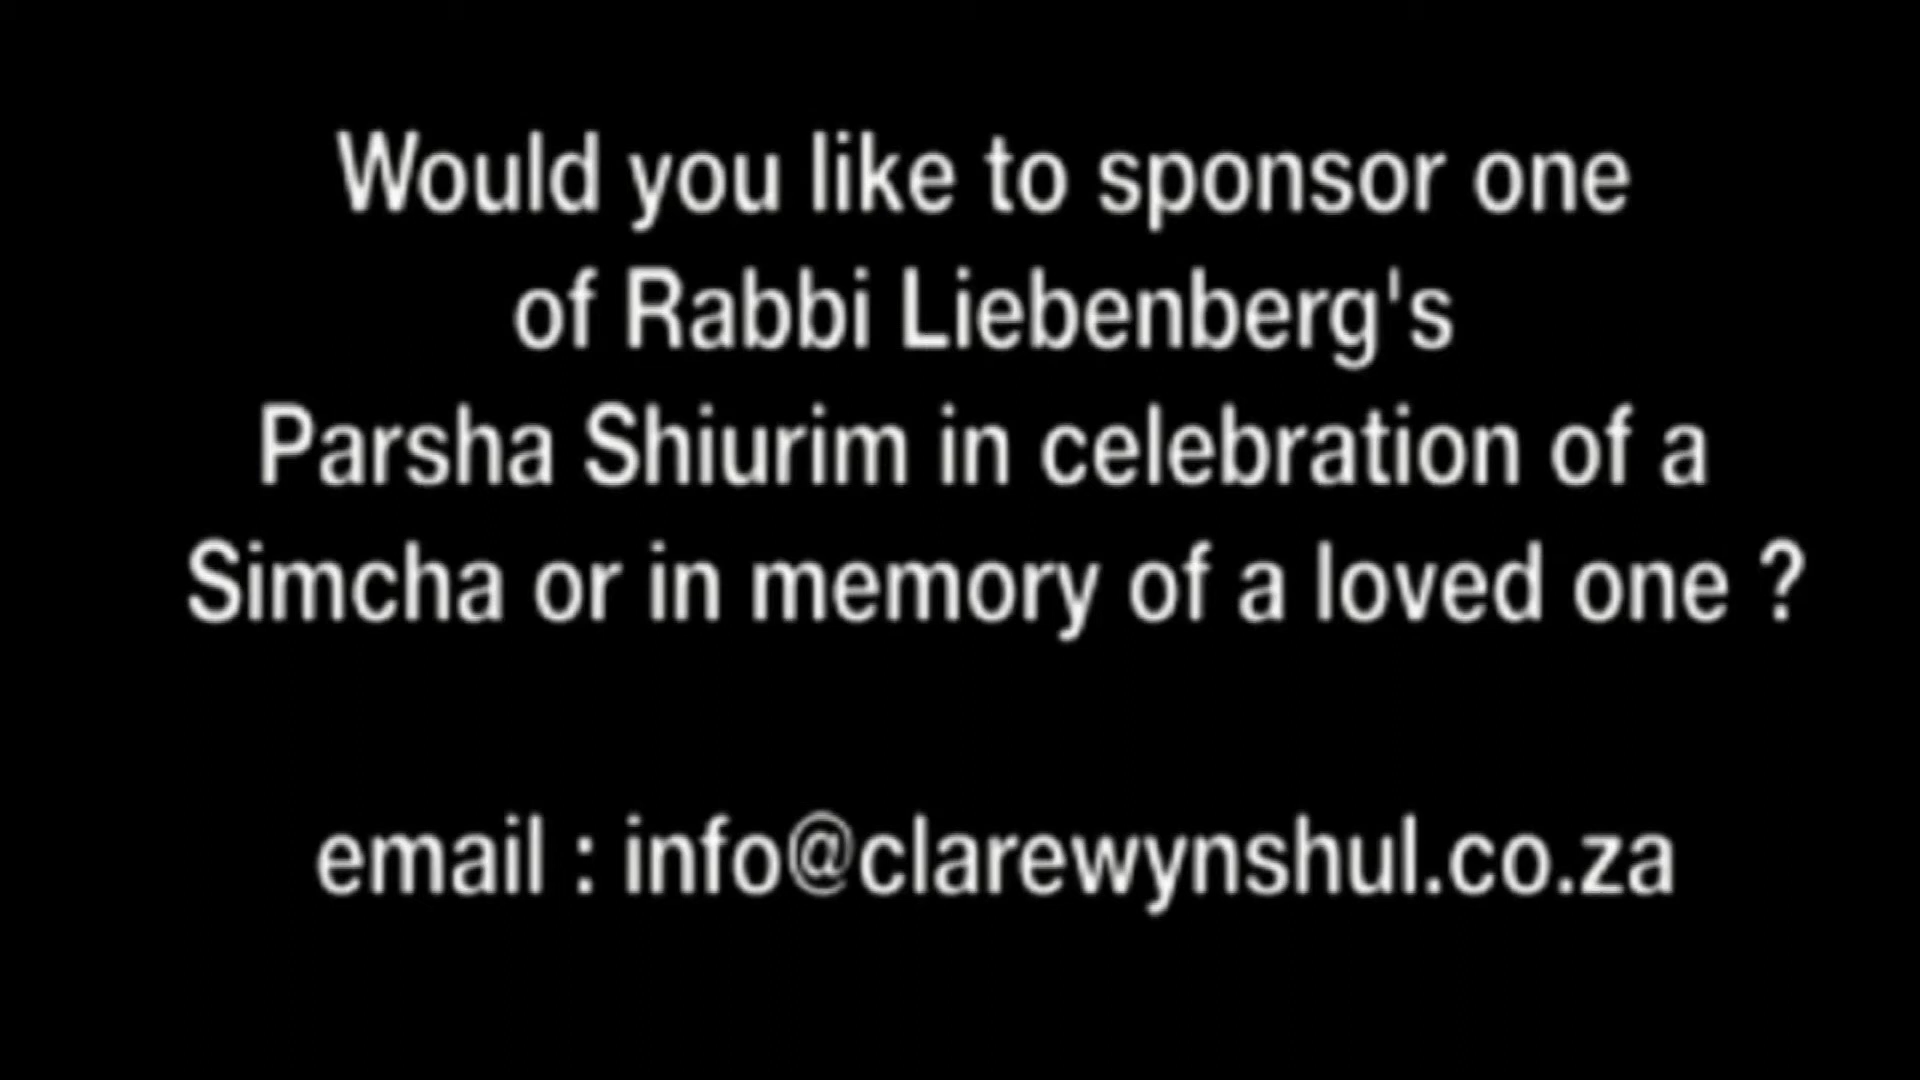 Would you like to sponsor one
of Rabbi Liebenberg's
Parsha Shiurim in celebration of a
Simcha or in memory of a loved one ?
email : info@clarewynshul.co.za